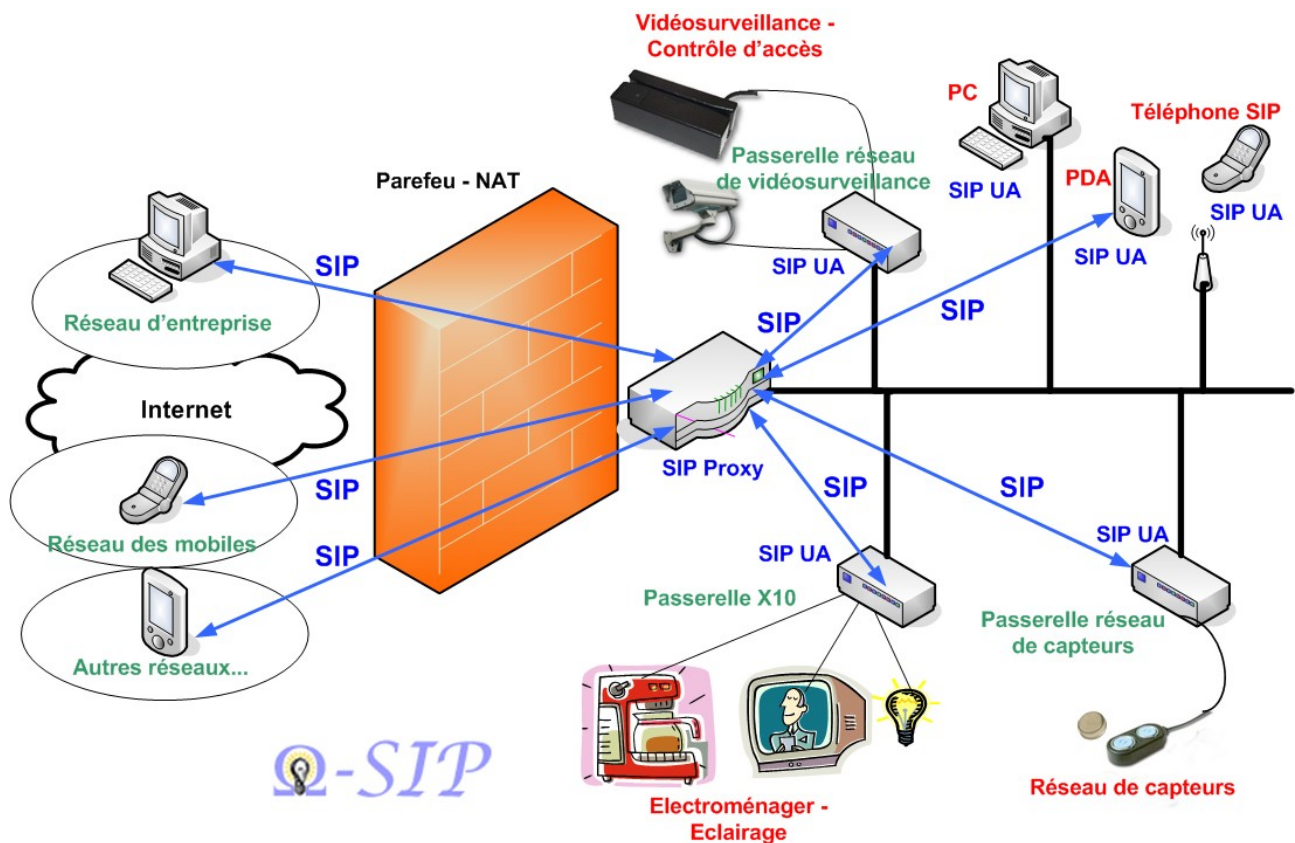 Vidéosurveillance -
Contrôle d'accès
PC
Téléphone SIP
Passerelle réseau
de vidéosurveillance
Parefeu - NAT
PDA
SIP UA
SIP UA
SIP UA
SIP UA
SIP
Réseau d'entreprise
SIP
SIP
Internet
SIP Proxy
SIP
SIP
SIP
Réseau des mobiles
SIP
SIP UA
SIP UA
Passerelle X10
Passerelle réseau
de capteurs
Autres réseaux...
Ω-SIP
Electroménager -
Eclairage
Réseau de capteurs